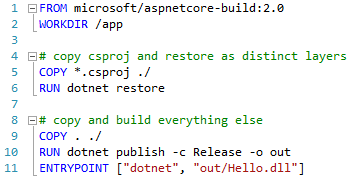 1 FROM microsoft/aspnetcore-build:2.0
2 WORKDIR /app
3
4 # copy csproj and restore as distinct layers
5 COPY *.csproj ./
6 RUN dotnet restore
7
8 # copy and build everything else
9 COPY . ./
10 RUN dotnet publish -c Release -o out
11 ENTRYPOINT ["dotnet", "out/Hello.dll"]